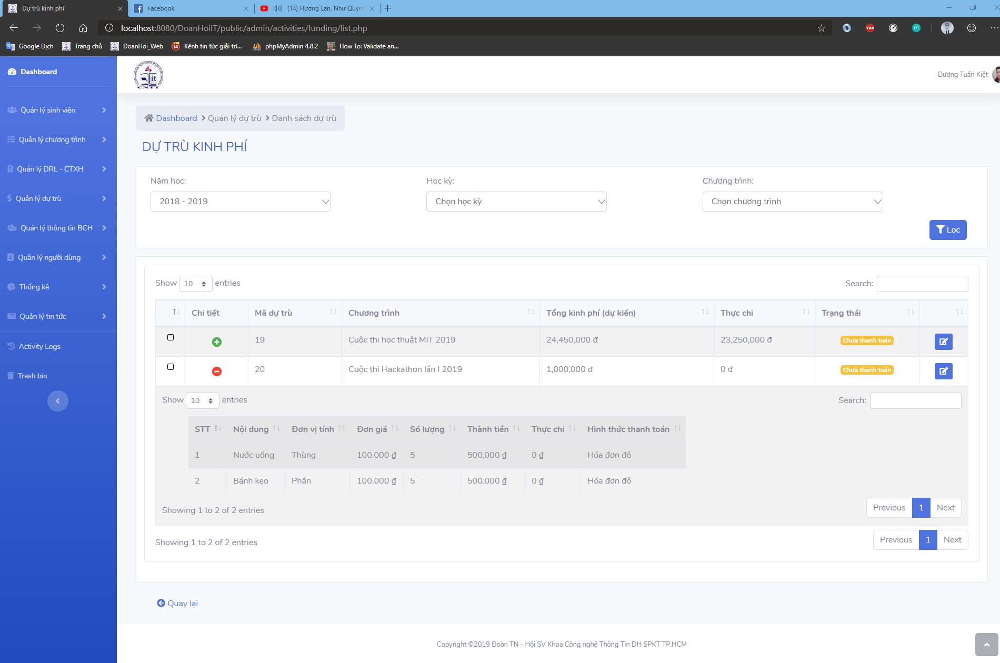 Dự trù kinh phí
Facebook
(14) Hương Lan, Như Quỳnh
localhost:8080/DoanHoiIT/public/admin/activities/funding/list.php
YAB
m
Google Dịch
Trang chủ
DoanHoi_Web
14
Kênh tin tức giải trí...
phpMyAdmin 4.8.2
How To: Validate an...
Dashboard
it
CNTT
Dương Tuấn Kiệt
Quản lý sinh viên
Quản lý chương trình
Quản lý DRL - CTXH
Quản lý dự trù
Quản lý thông tin BCH
Quản lý người dùng
Thống kê
Quản lý tin tức
Activity Logs
Trash bin
Dashboard > Quản lý dự trù > Danh sách dự trù
DỰ TRÙ KINH PHÍ
Năm học:
Học kỳ:
Chương trình:
2018 - 2019
Chọn học kỳ
Chọn chương trình
Lọc
Show 10 entries
Search:
Chi tiết Mã dự trù Chương trình Tổng kinh phí (dự kiến) Thực chi Trạng thái
19 Cuộc thi học thuật MIT 2019 24,450,000 đ 23,250,000 đ Chưa thanh toán
20 Cuộc thi Hackathon lần I 2019 1,000,000 đ 0 đ Chưa thanh toán
Show 10 entries
Search:
STT Nội dung Đơn vị tính Đơn giá Số lượng Thành tiền Thực chi Hình thức thanh toán
1 Nước uống Thùng 100.000 ₫ 5 500.000 ₫ 0 ₫ Hóa đơn đỏ
2 Bánh kẹo Phần 100.000 ₫ 5 500.000 ₫ 0 ₫ Hóa đơn đỏ
Showing 1 to 2 of 2 entries
Previous 1 Next
Showing 1 to 2 of 2 entries
Previous 1 Next
Quay lại
Copyright ©2019 Đoàn TN - Hội SV Khoa Công nghệ Thông Tin ĐH SPKT TP.HCM